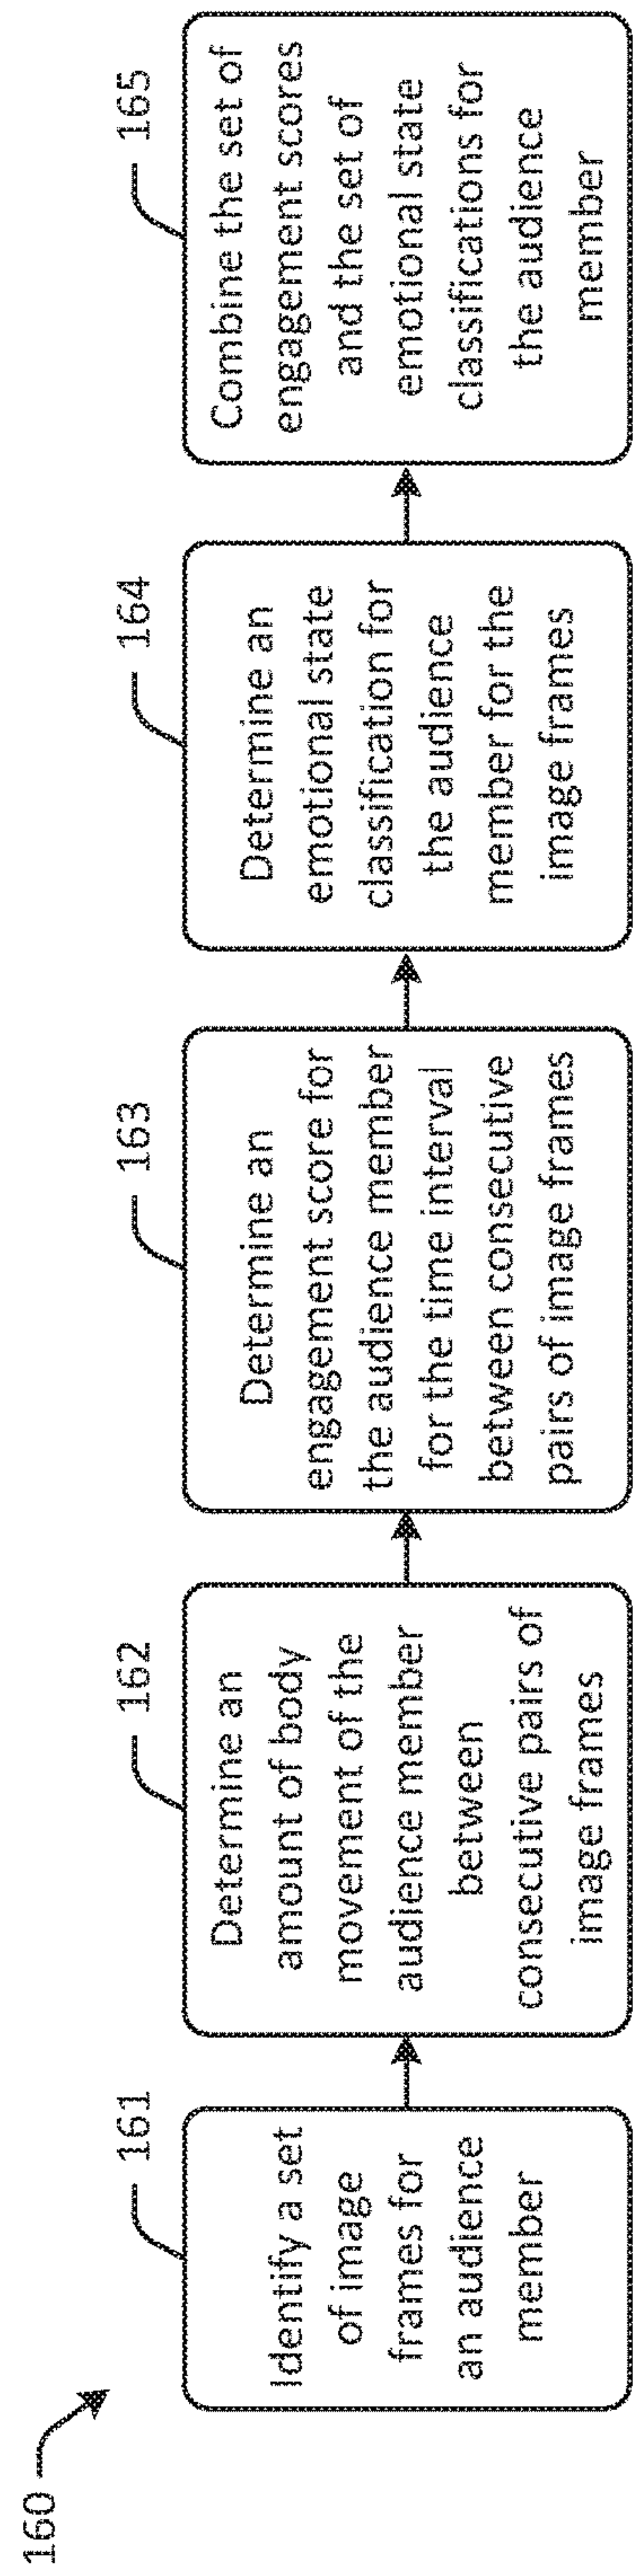 160
161
Identify a set
of image
frames for
an audience
member
162
Determine an
amount of body
movement of the
audience member
between
consecutive pairs of
image frames
163
Determine an
engagement score for
the audience member
for the time interval
between consecutive
pairs of image frames
164
Determine an
emotional state
classification for
the audience
member for the
image frames
165
Combine the set of
engagement scores
and the set of
emotional state
classifications for
the audience
member